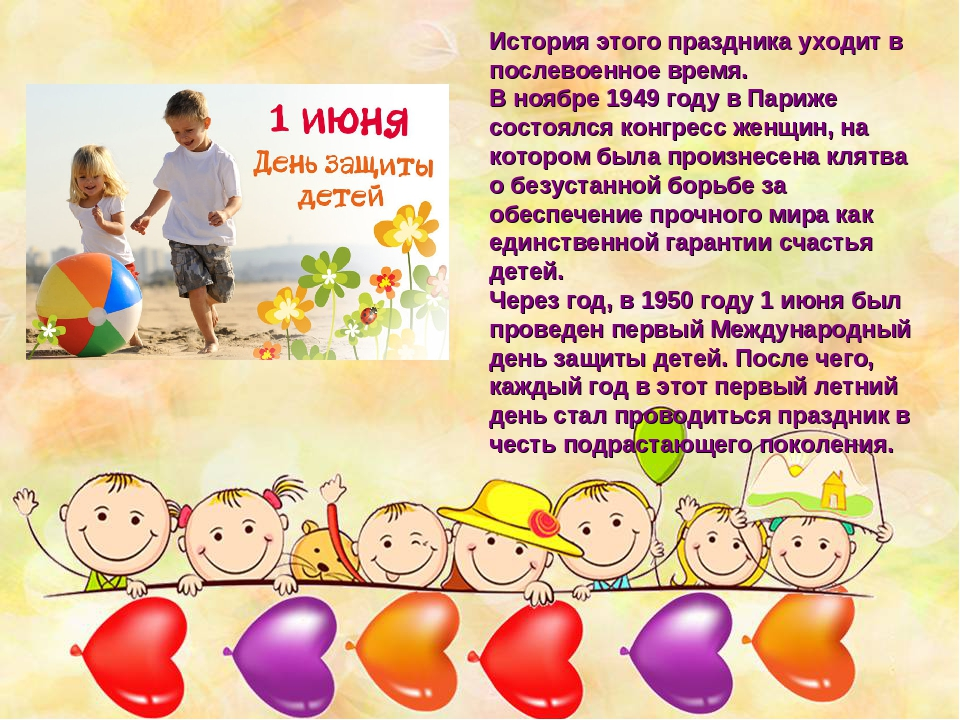 1 июня
День защиты
детей
История этого праздника уходит в
послевоенное время.
В ноябре 1949 году в Париже
состоялся конгресс женщин, на
котором была произнесена клятва
о безустанной борьбе за
обеспечение прочного мира как
единственной гарантии счастья
детей.
Через год, в 1950 году 1 июня был
проведен первый Международный
день защиты детей. После чего,
каждый год в этот первый летний
день стал проводиться праздник в
честь подрастающего поколения.